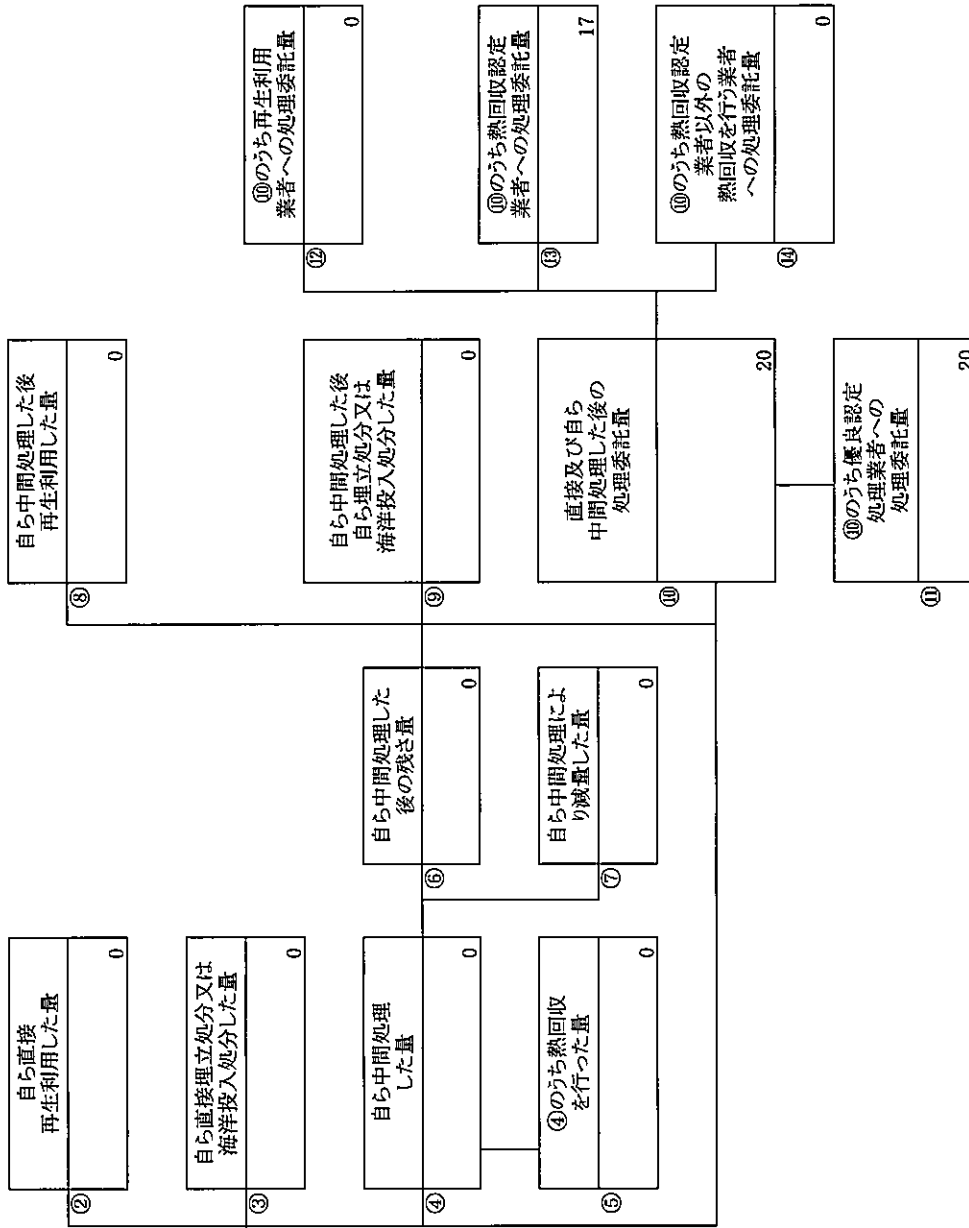 ②
自ら直接
再生利用した量
0
③
自ら直接埋立処分又は
海洋投入処分した量
0
④
自ら中間処理
した量
0
⑤
④のうち熱回収
を行った量
0
⑥
自ら中間処理した
後の残さ量
0
⑦
自ら中間処理によ
り減量した量
0
⑧
自ら中間処理した後
再生利用した量
0
⑨
自ら中間処理した後
自ら埋立処分又は
海洋投入処分した量
0
⑩
直接及び自ら
中間処理した後の
処理委託量
20
⑪
⑩のうち優良認定
処理業者への
処理委託量
20
⑫
⑩のうち再生利用
業者への処理委託量
0
⑬
⑩のうち熱回収認定
業者への処理委託量
17
⑭
⑩のうち熱回収認定
業者以外の
熱回収を行う業者
への処理委託量
0